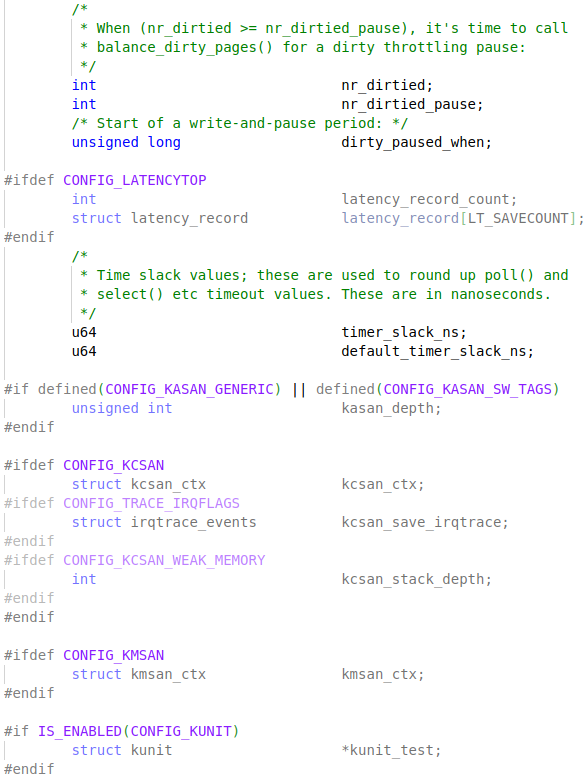 /*
 * When (nr_dirtied >= nr_dirtied_pause), it's time to call
 * balance_dirty_pages() for a dirty throttling pause:
 */
int nr_dirtied;
int nr_dirtied_pause;
/* Start of a write-and-pause period: */
unsigned long dirty_paused_when;
#ifdef CONFIG_LATENCYTOP
int latency_record_count;
struct latency_record latency_record[LT_SAVECOUNT];
#endif
/*
 * Time slack values; these are used to round up poll() and
 * select() etc timeout values. These are in nanoseconds.
 */
u64 timer_slack_ns;
u64 default_timer_slack_ns;
#if defined(CONFIG_KASAN_GENERIC) || defined(CONFIG_KASAN_SW_TAGS)
unsigned int kasan_depth;
#endif
#ifdef CONFIG_KCSAN
struct kcsan_ctx kcsan_ctx;
#ifdef CONFIG_TRACE_IRQFLAGS
struct irqtrace_events kcsan_save_irqtrace;
#endif
#ifdef CONFIG_KCSAN_WEAK_MEMORY
int kcsan_stack_depth;
#endif
#endif
#ifdef CONFIG_KMSAN
struct kmsan_ctx kmsan_ctx;
#endif
#if IS_ENABLED(CONFIG_KUNIT)
struct kunit *kunit_test;
#endif